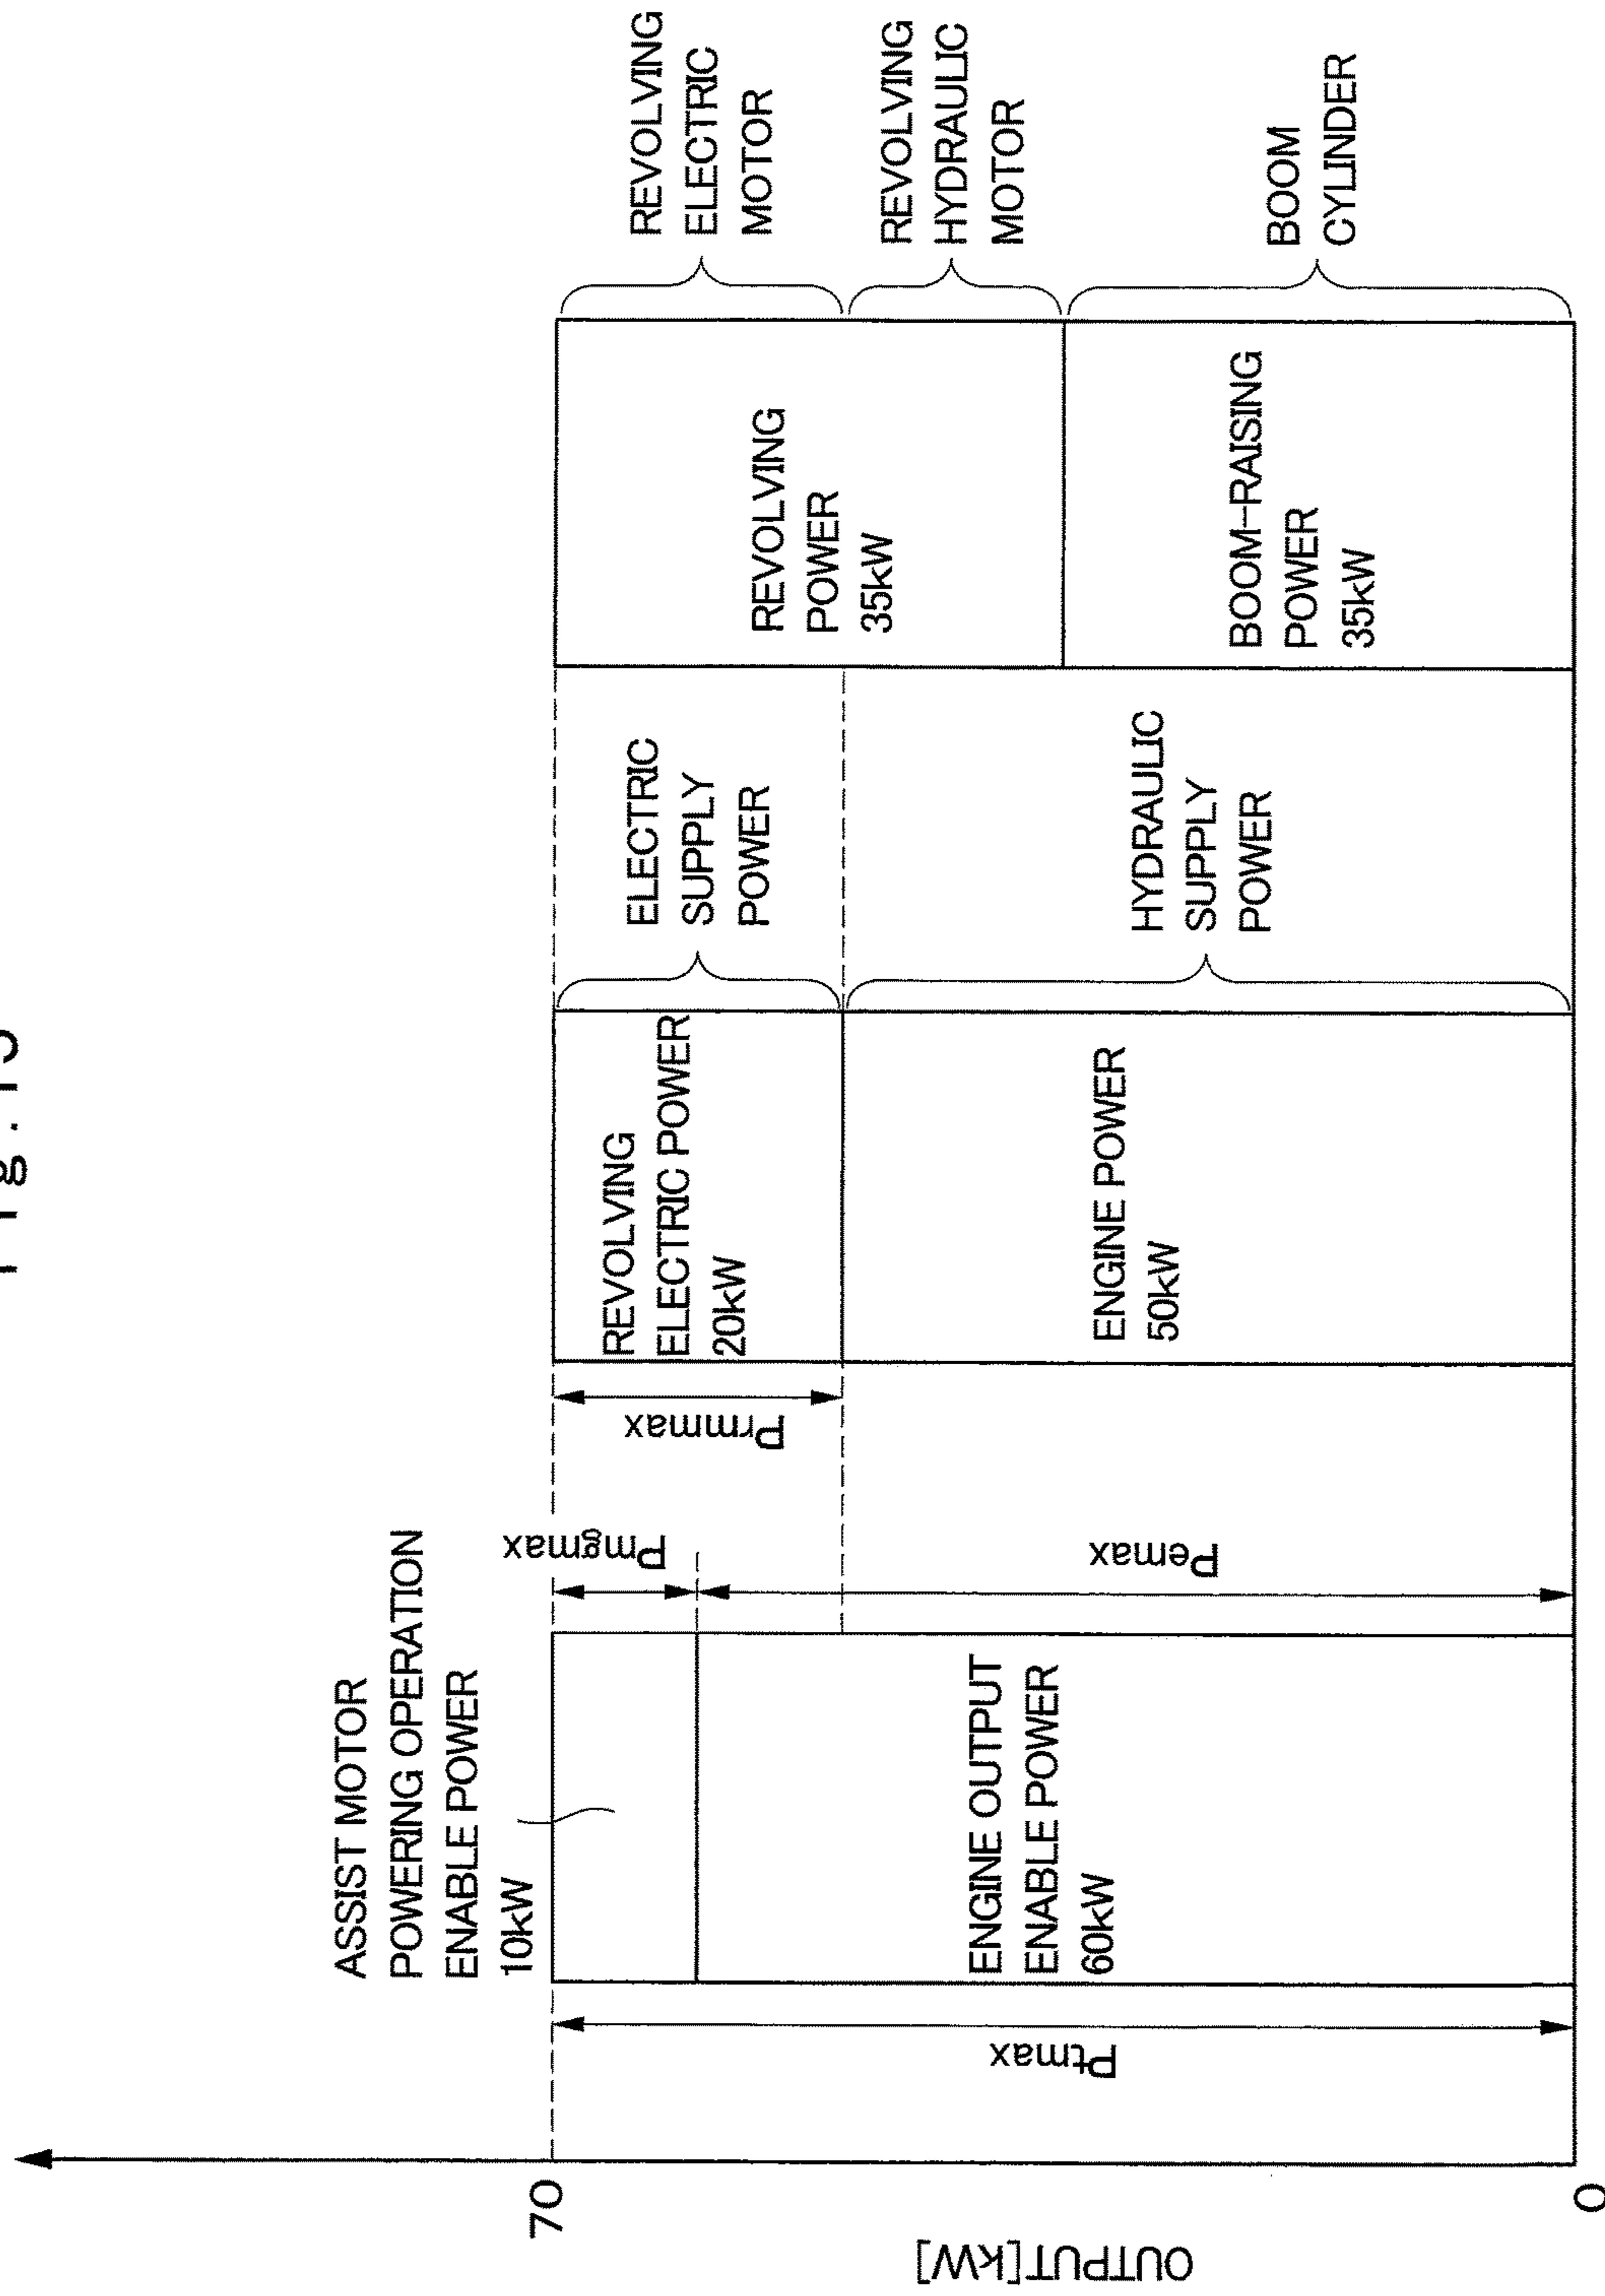 70
0
OUTPUT[kW]
Ptmax
ASSIST MOTOR
POWERING OPERATION
ENABLE POWER
10kW
ENGINE OUTPUT
ENABLE POWER
60kW
Pmgmax
Pemax
Prmmax
REVOLVING
ELECTRIC POWER
20kW
ENGINE POWER
50kW
ELECTRIC
SUPPLY
POWER
HYDRAULIC
SUPPLY
POWER
REVOLVING
POWER
35kW
BOOM-RAISING
POWER
35kW
REVOLVING
ELECTRIC
MOTOR
REVOLVING
HYDRAULIC
MOTOR
BOOM
CYLINDER